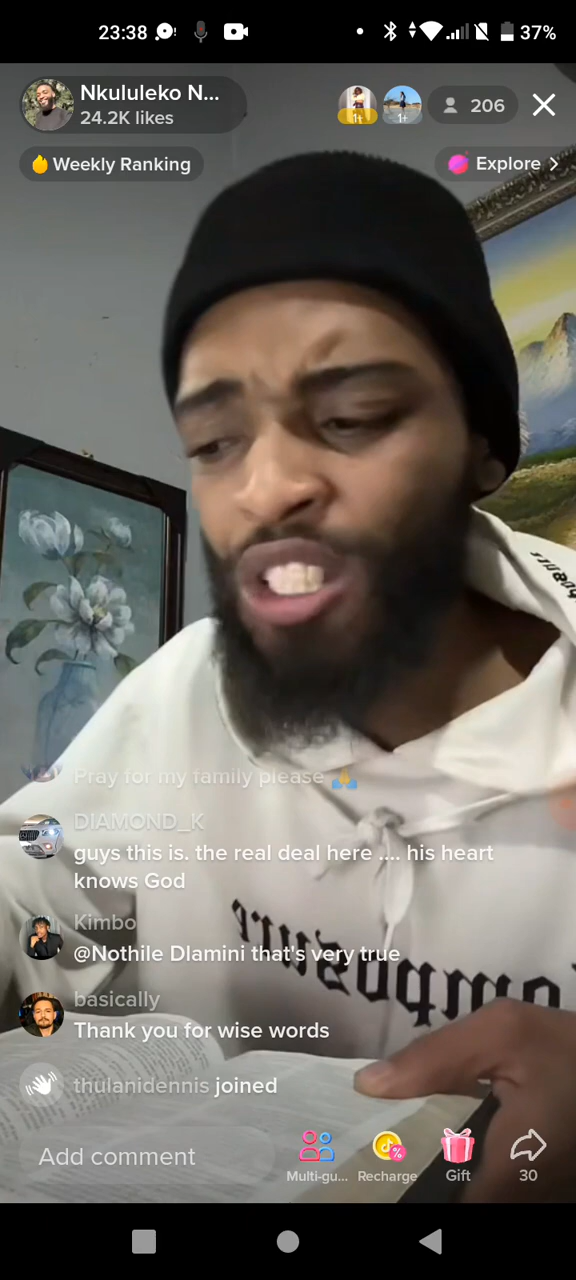 23:38
37%
Nkululeko N...
24.2K likes
1+
1+
206
Weekly Ranking
Explore
Pray for my family please 🙏
DIAMOND_K
guys this is. the real deal here .... his heart
knows God
Kimbo
@Nothile Dlamini that's very true
basically
Thank you for wise words
thulanidennis joined
Add comment
Multi-gu...
Recharge
Gift
30